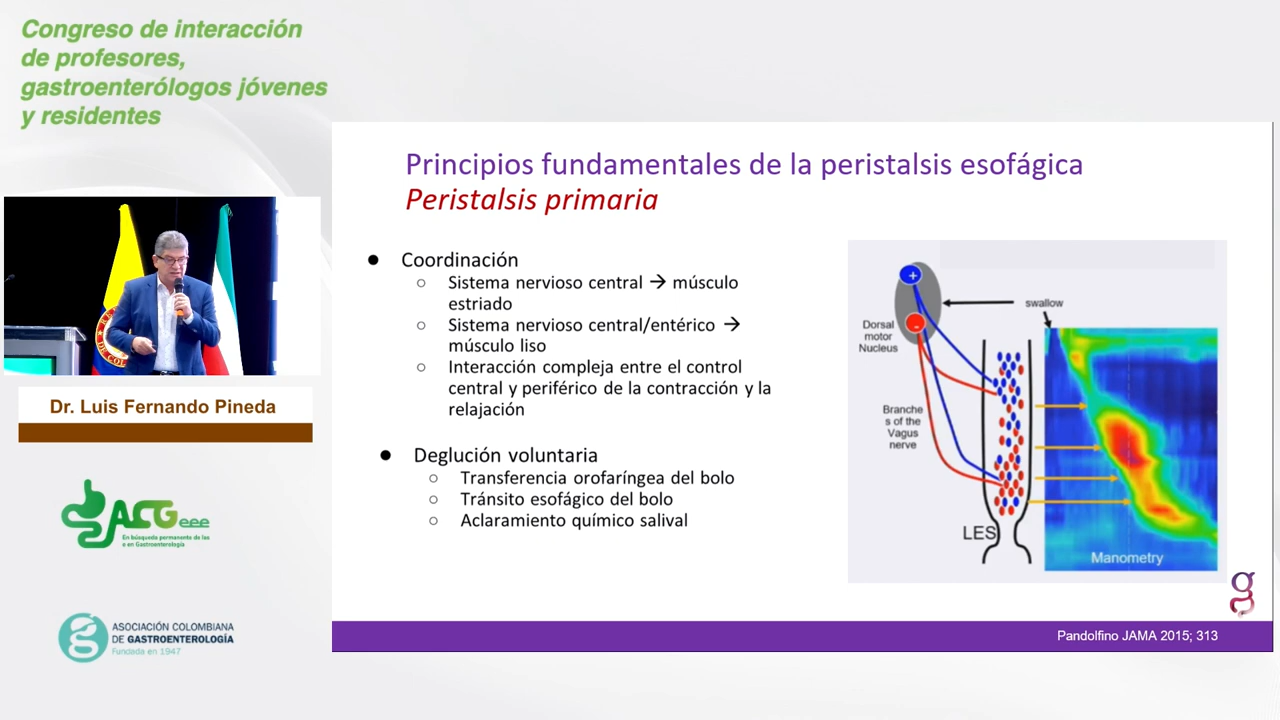 Congreso de interacción
de profesores,
gastroenterólogos jóvenes
y residentes
Dr. Luis Fernando Pineda
ACGeee
En búsqueda permanente de las
e en Gastroenterología
ASOCIACIÓN COLOMBIANA
DE GASTROENTEROLOGÍA
Fundada en 1947
Principios fundamentales de la peristalsis esofágica
Peristalsis primaria
● Coordinación
○ Sistema nervioso central → músculo
estriado
○ Sistema nervioso central/entérico →
músculo liso
○ Interacción compleja entre el control
central y periférico de la contracción y la
relajación
● Deglución voluntaria
○ Transferencia orofaríngea del bolo
○ Tránsito esofágico del bolo
○ Aclaramiento químico salival
+
-
swallow
Dorsal
motor
Nucleus
Branche
s of the
Vagus
nerve
LES
Manometry
Pandolfino JAMA 2015; 313